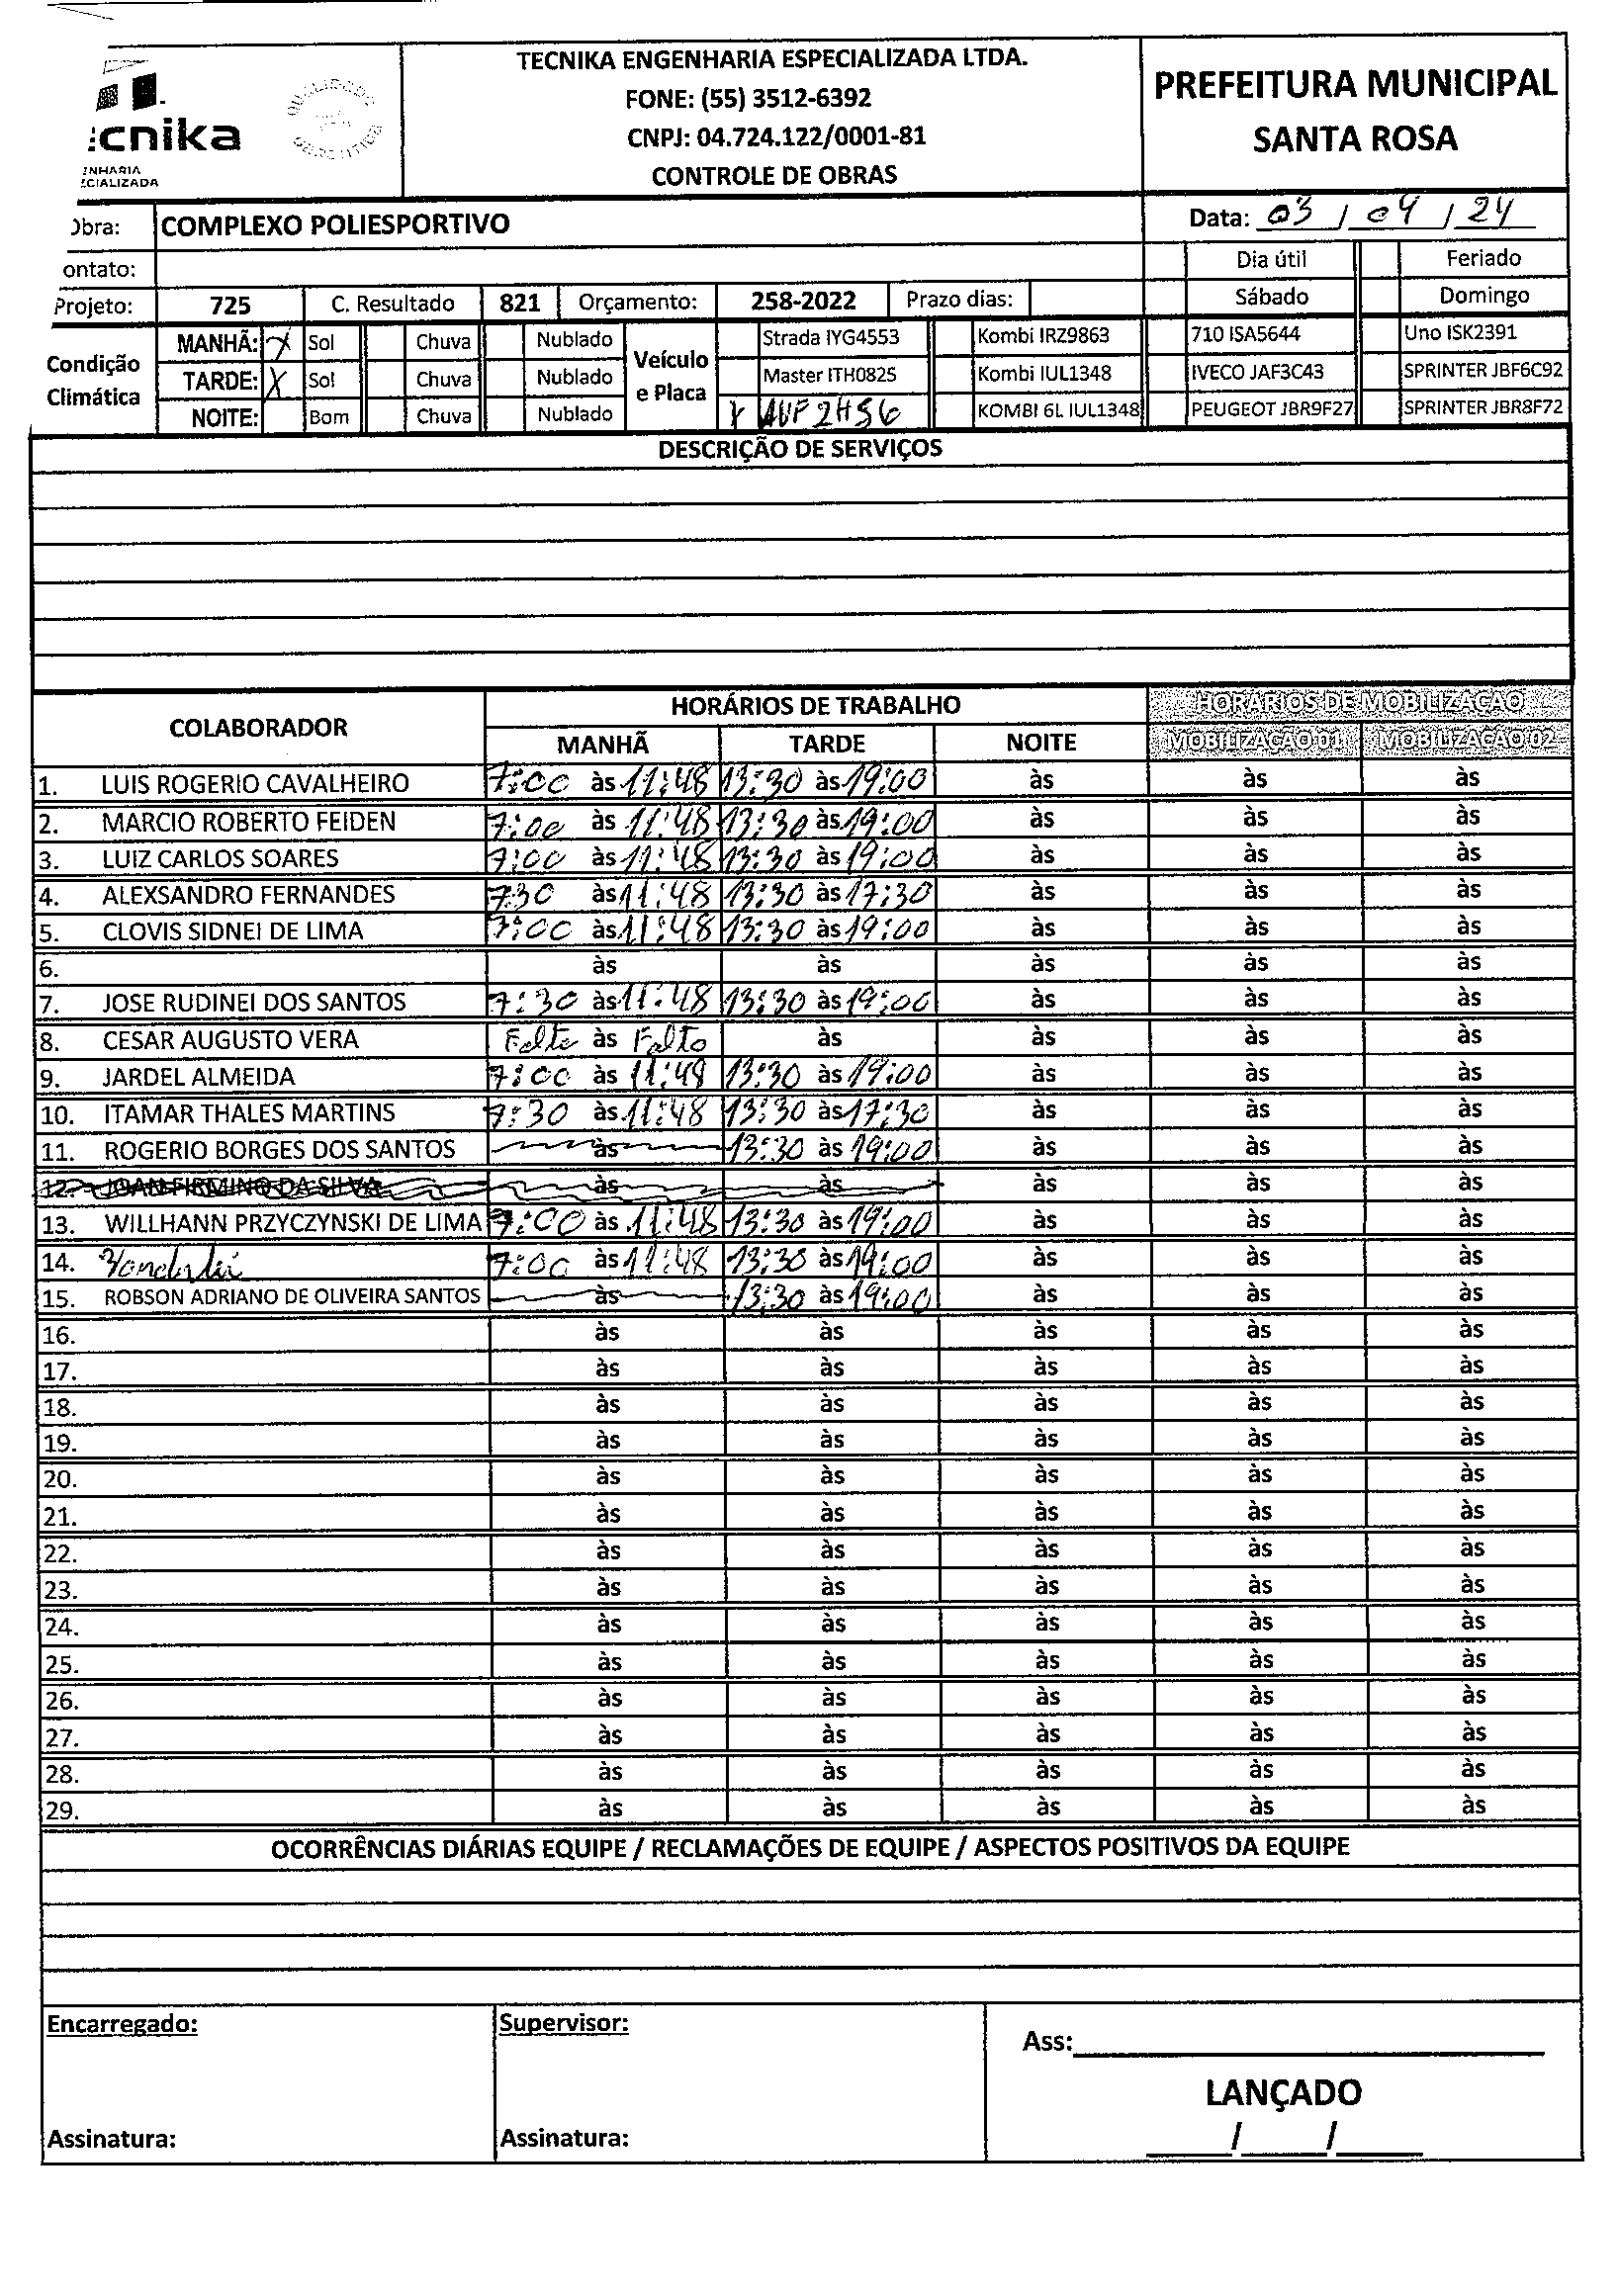 TECNIKA ENGENHARIA ESPECIALIZADA LTDA.
FONE: (55) 3512-6392
CNPJ: 04.724.122/0001-81
CONTROLE DE OBRAS
PREFEITURA MUNICIPAL
SANTA ROSA
:cnika
INHARIA
:CIALIZADA
QUALIDADE
GARANTIDA
Obra: COMPLEXO POLIESPORTIVO Data: 03 / 04 / 24
ontato: Dia útil Feriado
Projeto: 725 C. Resultado 821 Orçamento: 258-2022 Prazo dias: Sábado Domingo
Condição Climática
MANHÃ: X Sol Chuva Nublado
TARDE: X Sol Chuva Nublado
NOITE: Bom Chuva Nublado
Veículo e Placa
Strada IYG4553 Kombi IRZ9863 710 ISA5644 Uno ISK2391
Master ITH0825 Kombi IUL1348 IVECO JAF3C43 SPRINTER JBF6C92
X AVF2H56 KOMBI 6L IUL1348 PEUGEOT JBR9F27 SPRINTER JBR8F72
DESCRIÇÃO DE SERVIÇOS
COLABORADOR HORÁRIOS DE TRABALHO HORÁRIOS DE MOBILIZAÇÃO
MANHÃ TARDE NOITE MOBILIZAÇÃO 01 MOBILIZAÇÃO 02
1. LUIS ROGERIO CAVALHEIRO 7:00 às 11:48 13:30 às 19:00 às às às
2. MARCIO ROBERTO FEIDEN 7:00 às 11:48 13:30 às 19:00 às às às
3. LUIZ CARLOS SOARES 7:00 às 11:48 13:30 às 19:00 às às às
4. ALEXSANDRO FERNANDES 7:30 às 11:48 13:30 às 17:30 às às às
5. CLOVIS SIDNEI DE LIMA 7:00 às 11:48 13:30 às 19:00 às às às
6. às às às às às
7. JOSE RUDINEI DOS SANTOS 7:30 às 11:48 13:30 às 19:00 às às às
8. CESAR AUGUSTO VERA Falto às Falto às às às às
9. JARDEL ALMEIDA 7:00 às 11:48 13:30 às 19:00 às às às
10. ITAMAR THALES MARTINS 7:30 às 11:48 13:30 às 17:30 às às às
11. ROGERIO BORGES DOS SANTOS às 13:30 às 19:00 às às às
12. JOAN FIRMINO DA SILVA às às às às às
13. WILLHANN PRZYCZYNSKI DE LIMA 7:00 às 11:48 13:30 às 19:00 às às às
14. Vanderlei 7:00 às 11:48 13:30 às 19:00 às às às
15. ROBSON ADRIANO DE OLIVEIRA SANTOS às 13:30 às 19:00 às às às
16. às às às às às
17. às às às às às
18. às às às às às
19. às às às às às
20. às às às às às
21. às às às às às
22. às às às às às
23. às às às às às
24. às às às às às
25. às às às às às
26. às às às às às
27. às às às às às
28. às às às às às
29. às às às às às
OCORRÊNCIAS DIÁRIAS EQUIPE / RECLAMAÇÕES DE EQUIPE / ASPECTOS POSITIVOS DA EQUIPE
Encarregado: Supervisor: Ass:
LANÇADO
Assinatura: Assinatura: / /